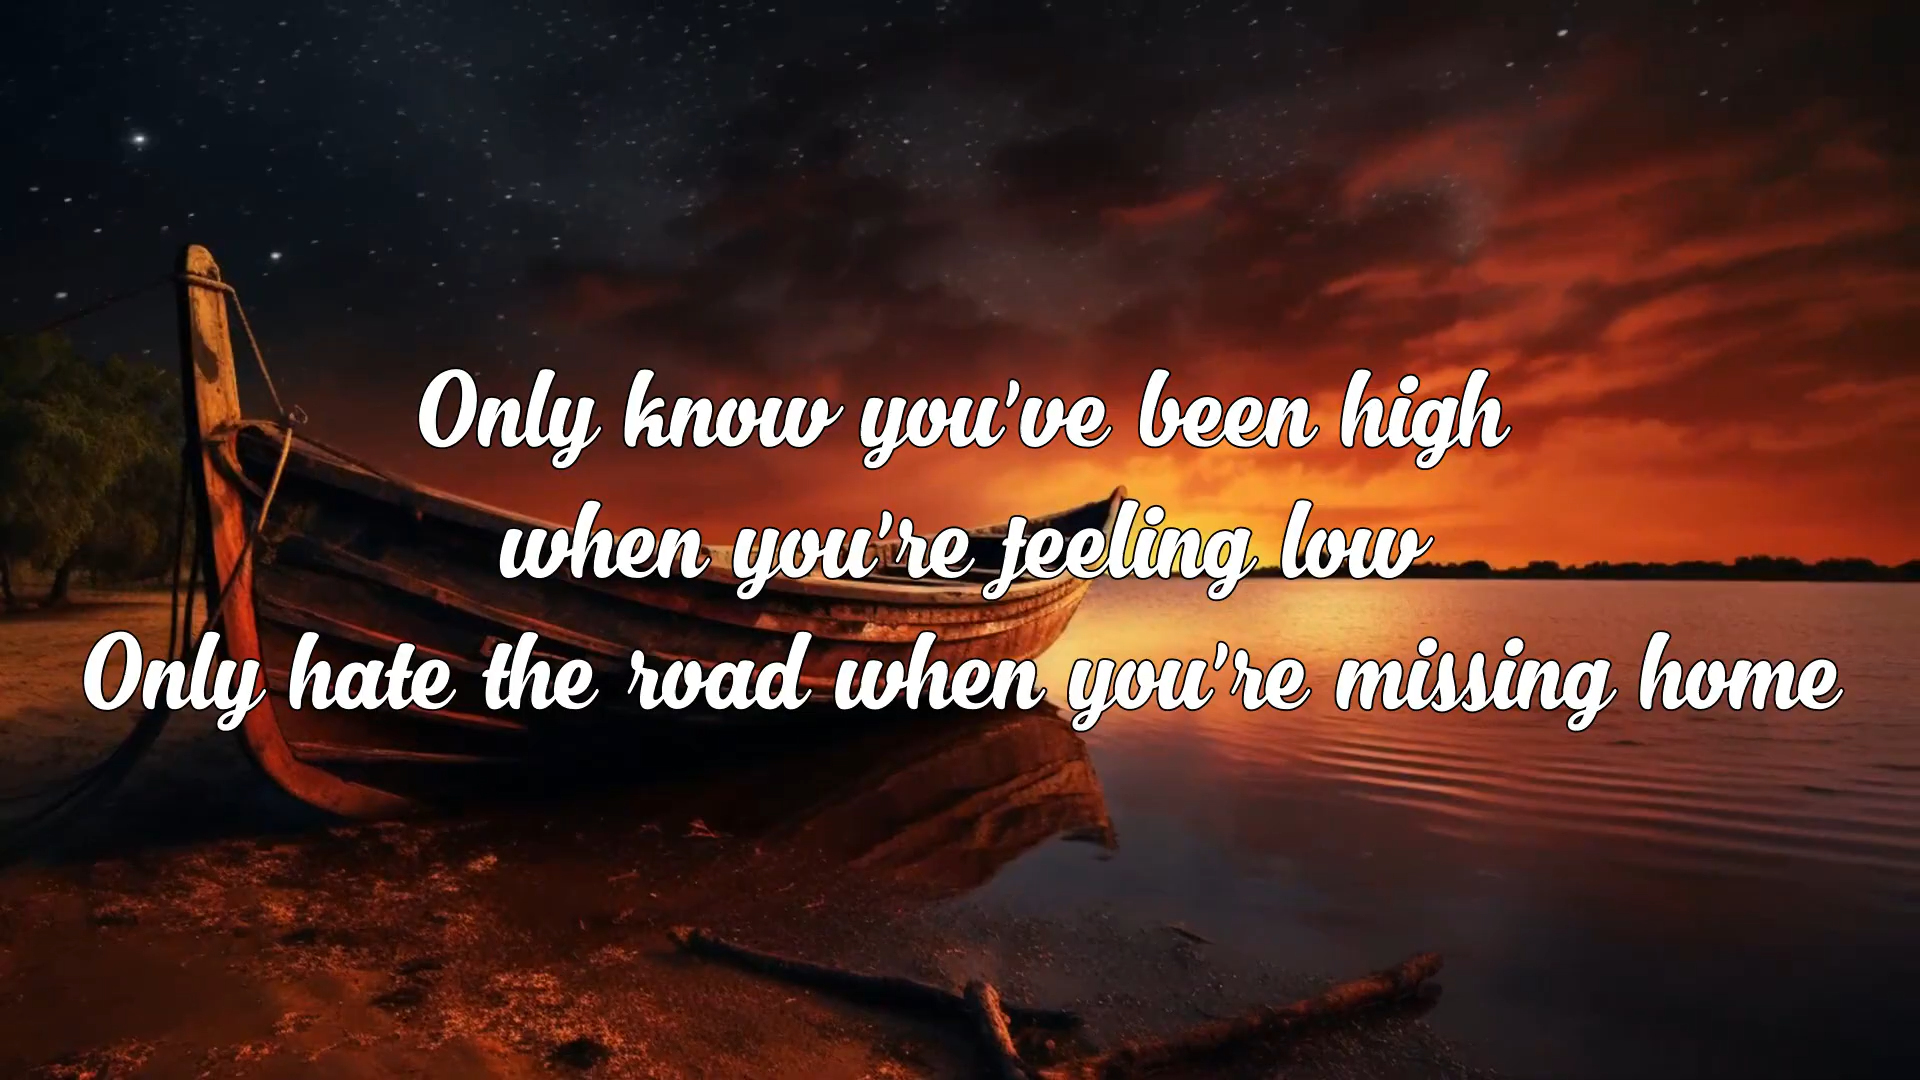 Only know you've been high
when you're feeling low
Only hate the road when you're missing home